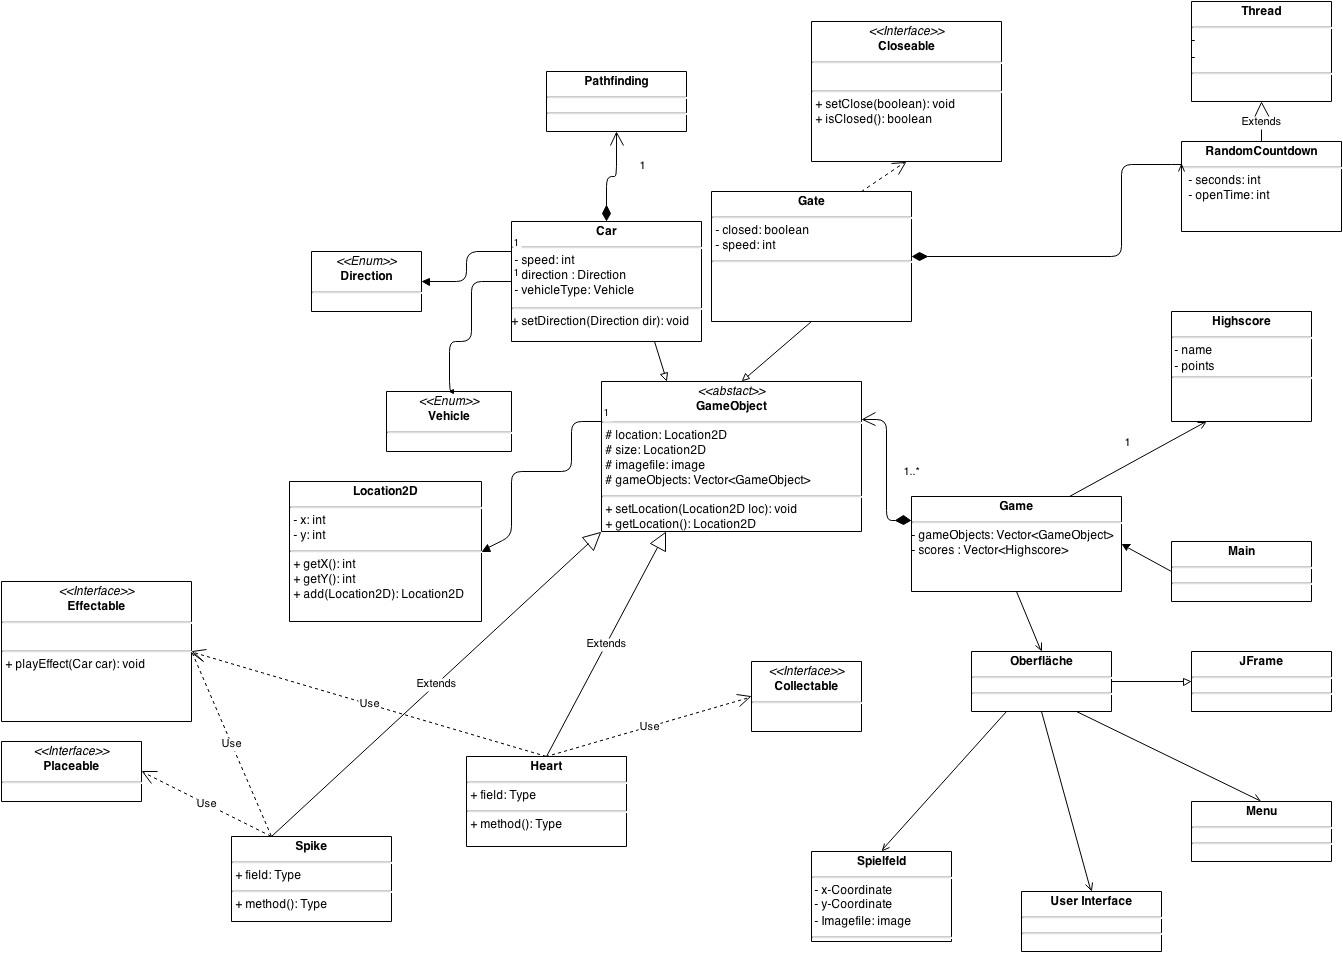 Thread
-
-
Extends
RandomCountdown
- seconds: int
- openTime: int
<<Interface>>
Closeable
+ setClose(boolean): void
+ isClosed(): boolean
Pathfinding
1
Gate
- closed: boolean
- speed: int
Car
1
- speed: int
1 direction : Direction
- vehicleType: Vehicle
+ setDirection(Direction dir): void
<<Enum>>
Direction
<<Enum>>
Vehicle
Highscore
- name
- points
1
<<abstact>>
GameObject
1
# location: Location2D
# size: Location2D
# imagefile: image
# gameObjects: Vector<GameObject>
+ setLocation(Location2D loc): void
+ getLocation(): Location2D
1..*
Game
- gameObjects: Vector<GameObject>
- scores : Vector<Highscore>
Main
Location2D
- x: int
- y: int
+ getX(): int
+ getY(): int
+ add(Location2D): Location2D
<<Interface>>
Effectable
+ playEffect(Car car): void
Extends
Extends
Use
Use
Use
Use
<<Interface>>
Collectable
Oberfläche
JFrame
<<Interface>>
Placeable
Heart
+ field: Type
+ method(): Type
Spike
+ field: Type
+ method(): Type
Menu
Spielfeld
- x-Coordinate
- y-Coordinate
- Imagefile: image
User Interface